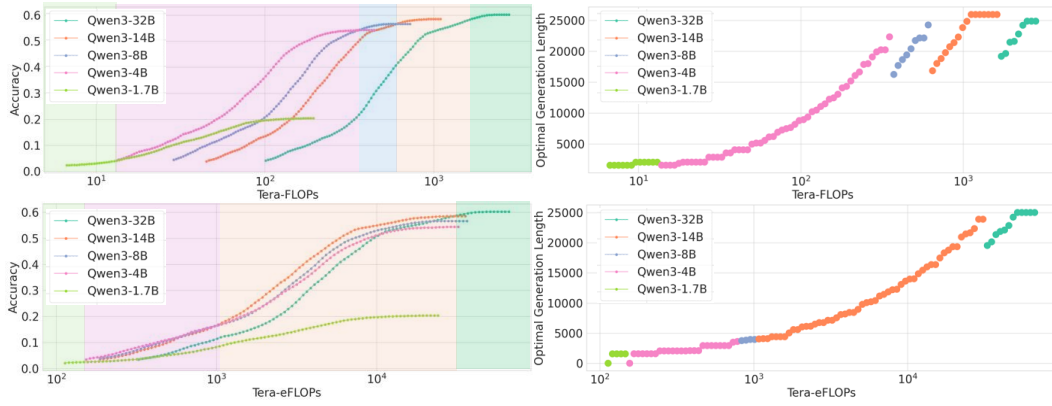 0.6
0.5
0.4
0.3
0.2
0.1
0.0
Accuracy
Qwen3-32B
Qwen3-14B
Qwen3-8B
Qwen3-4B
Qwen3-1.7B
10¹
10²
10³
Tera-FLOPs
25000
20000
15000
10000
5000
Optimal Generation Length
Qwen3-32B
Qwen3-14B
Qwen3-8B
Qwen3-4B
Qwen3-1.7B
10¹
10²
10³
Tera-FLOPs
0.6
0.5
0.4
0.3
0.2
0.1
0.0
Accuracy
Qwen3-32B
Qwen3-14B
Qwen3-8B
Qwen3-4B
Qwen3-1.7B
10²
10³
10⁴
Tera-eFLOPs
25000
20000
15000
10000
5000
0
Optimal Generation Length
Qwen3-32B
Qwen3-14B
Qwen3-8B
Qwen3-4B
Qwen3-1.7B
10²
10³
10⁴
Tera-eFLOPs